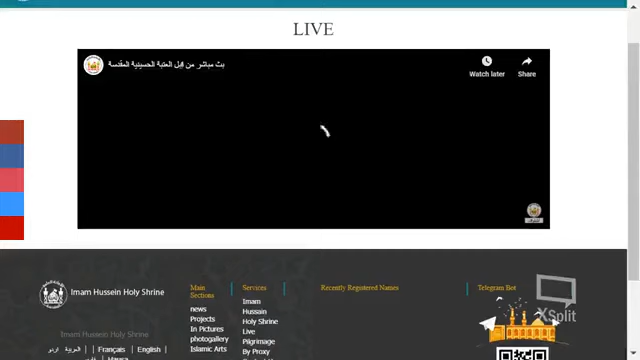 LIVE
بث مباشر من قبل العتبة الحسينية المقدسة
Watch later
Share
Imam Hussein Holy Shrine
Imam Hussein Holy Shrine
العربية اردو
Français
English
Main
Sections
news
Projects
In Pictures
photogallery
Islamic Arts
Services
Imam
Hussein
Holy Shrine
Live
Pilgrimage
By Proxy
Recently Registered Names
Telegram Bot
XSplit